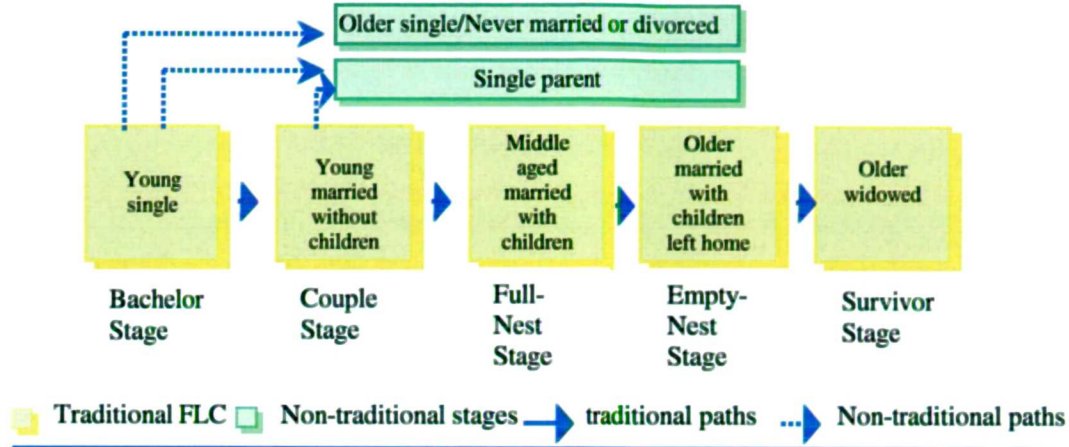 Older single/Never married or divorced
Single parent
Young
single
Young
married
without
children
Middle
aged
married
with
children
Older
married
with
children
left home
Older
widowed
Bachelor
Stage
Couple
Stage
Full-
Nest
Stage
Empty-
Nest
Stage
Survivor
Stage
Traditional FLC Non-traditional stages traditional paths Non-traditional paths